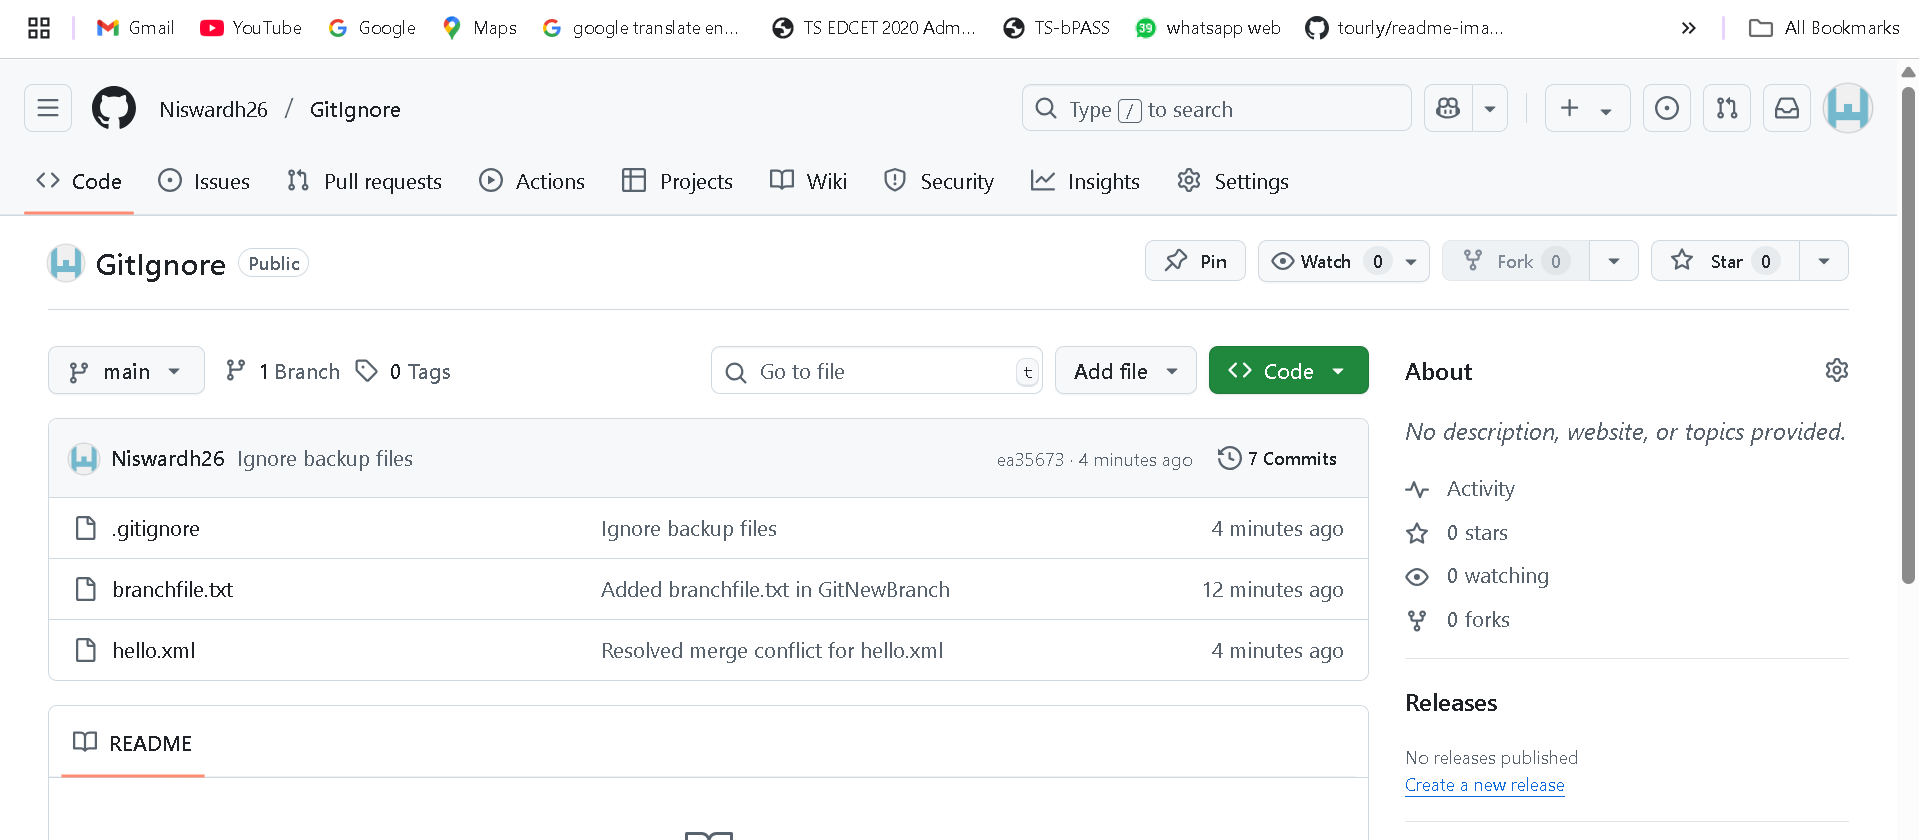 Gmail YouTube Google Maps google translate en... TS EDCET 2020 Adm... TS-bPASS 39 whatsapp web tourly/readme-ima... » All Bookmarks
Niswardh26 / GitIgnore Type / to search
Code Issues Pull requests Actions Projects Wiki Security Insights Settings
GitIgnore Public Pin Watch 0 Fork 0 Star 0
main 1 Branch 0 Tags Go to file t Add file Code
About
No description, website, or topics provided.
Niswardh26 Ignore backup files ea35673 · 4 minutes ago 7 Commits
.gitignore Ignore backup files 4 minutes ago
branchfile.txt Added branchfile.txt in GitNewBranch 12 minutes ago
hello.xml Resolved merge conflict for hello.xml 4 minutes ago
README
Activity
0 stars
0 watching
0 forks
Releases
No releases published
Create a new release